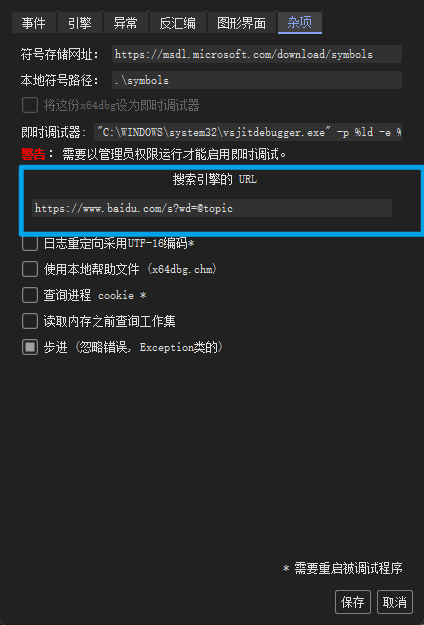 事件 引擎 异常 反汇编 图形界面 杂项
符号存储网址: https://msdl.microsoft.com/download/symbols
本地符号路径: .\symbols
将这份x64dbg设为即时调试器
即时调试器: "C:\WINDOWS\system32\vsjitdebugger.exe" -p %ld -e %
警告: 需要以管理员权限运行才能启用即时调试。
搜索引擎的 URL
https://www.baidu.com/s?wd=@topic
日志重定向采用UTF-16编码*
使用本地帮助文件 (x64dbg.chm)
查询进程 cookie *
读取内存之前查询工作集
步进 (忽略错误, Exception类的)
* 需要重启被调试程序
保存 取消